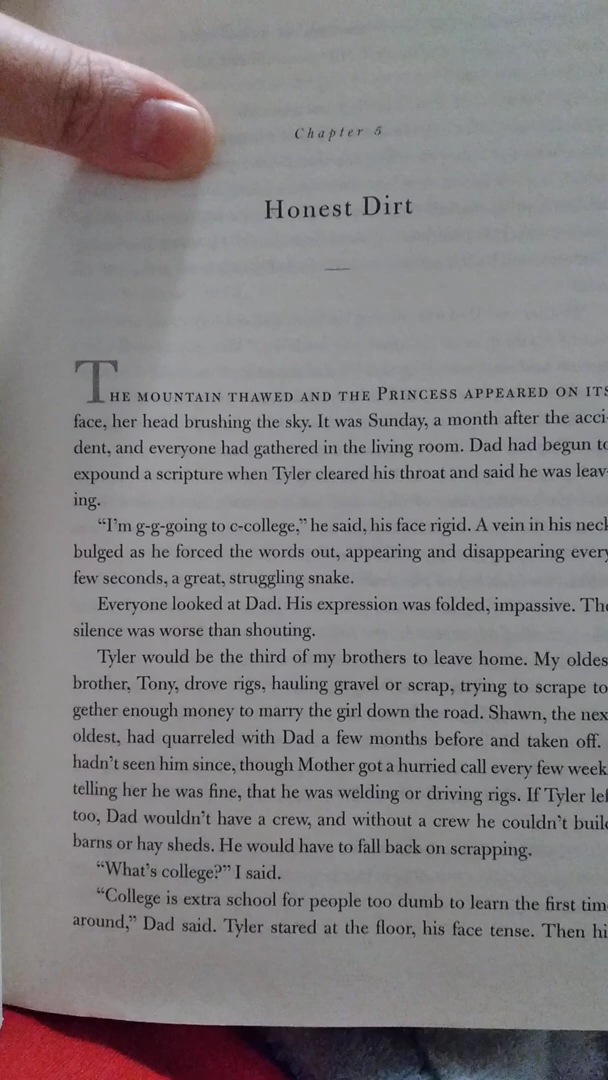 Chapter 5
Honest Dirt
THE MOUNTAIN THAWED AND THE PRINCESS APPEARED ON ITS
face, her head brushing the sky. It was Sunday, a month after the acci-
dent, and everyone had gathered in the living room. Dad had begun to
expound a scripture when Tyler cleared his throat and said he was leav-
ing.
“I’m g-g-going to c-college,” he said, his face rigid. A vein in his neck
bulged as he forced the words out, appearing and disappearing every
few seconds, a great, struggling snake.
Everyone looked at Dad. His expression was folded, impassive. The
silence was worse than shouting.
Tyler would be the third of my brothers to leave home. My oldes
brother, Tony, drove rigs, hauling gravel or scrap, trying to scrape to
gether enough money to marry the girl down the road. Shawn, the nex
oldest, had quarreled with Dad a few months before and taken off.
hadn’t seen him since, though Mother got a hurried call every few week
telling her he was fine, that he was welding or driving rigs. If Tyler lef
too, Dad wouldn’t have a crew, and without a crew he couldn’t build
barns or hay sheds. He would have to fall back on scrapping.
“What’s college?” I said.
“College is extra school for people too dumb to learn the first tim
around,” Dad said. Tyler stared at the floor, his face tense. Then hi